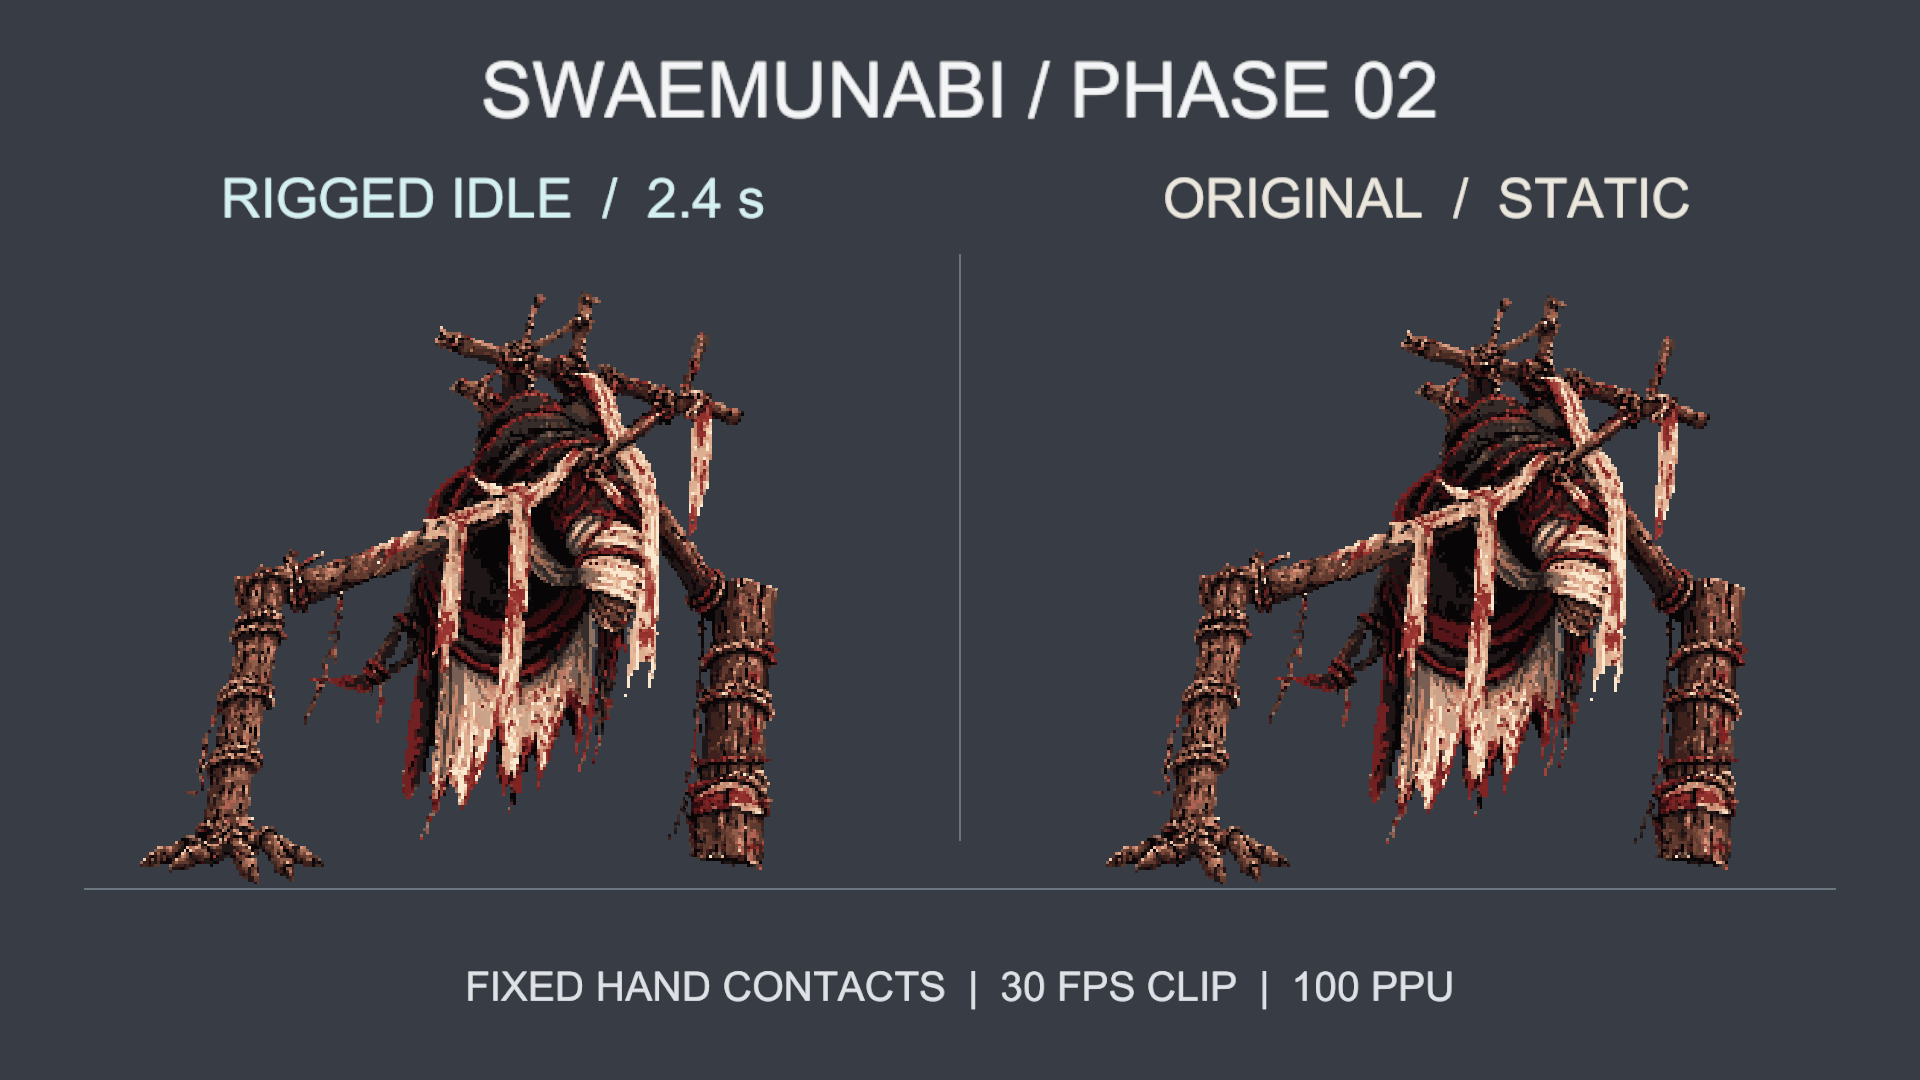 SWAEMUNABI / PHASE 02
RIGGED IDLE / 2.4 s
ORIGINAL / STATIC
FIXED HAND CONTACTS | 30 FPS CLIP | 100 PPU